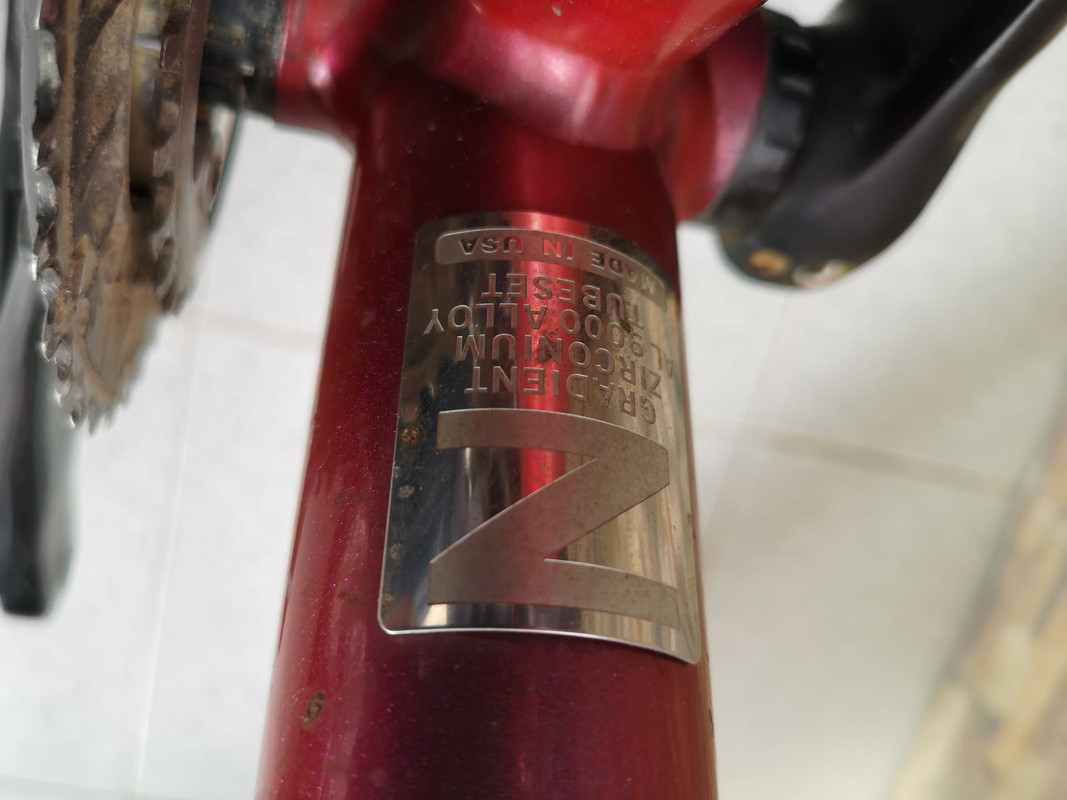 Z
GRADIENT
ZIRCONIUM
AL 9000 ALLOY
TUBESET
MADE IN USA